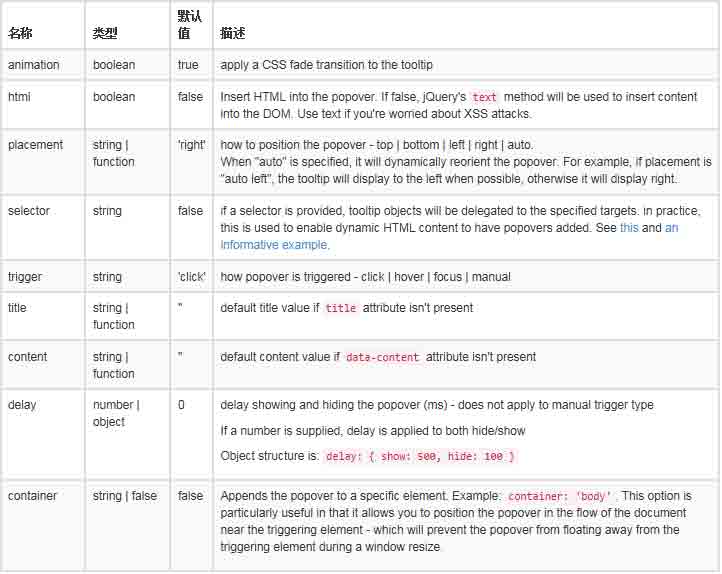 名称 类型 默认值 描述
animation boolean true apply a CSS fade transition to the tooltip
html boolean false Insert HTML into the popover. If false, jQuery's text method will be used to insert content
into the DOM. Use text if you're worried about XSS attacks.
placement string | function 'right' how to position the popover - top | bottom | left | right | auto.
When "auto" is specified, it will dynamically reorient the popover. For example, if placement is
"auto left", the tooltip will display to the left when possible, otherwise it will display right.
selector string false if a selector is provided, tooltip objects will be delegated to the specified targets. in practice,
this is used to enable dynamic HTML content to have popovers added. See this and an
informative example.
trigger string 'click' how popover is triggered - click | hover | focus | manual
title string | function '' default title value if title attribute isn't present
content string | function '' default content value if data-content attribute isn't present
delay number | object 0 delay showing and hiding the popover (ms) - does not apply to manual trigger type
If a number is supplied, delay is applied to both hide/show
Object structure is: delay: { show: 500, hide: 100 }
container string | false false Appends the popover to a specific element. Example: container: 'body' . This option is
particularly useful in that it allows you to position the popover in the flow of the document
near the triggering element - which will prevent the popover from floating away from the
triggering element during a window resize.